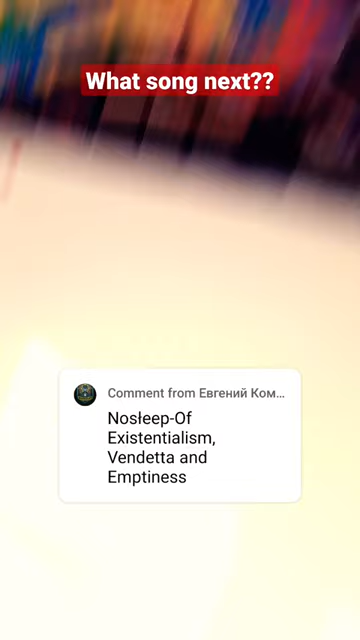 What song next??
Comment from Евгений Ком...
Nosłeep-Of
Existentialism,
Vendetta and
Emptiness